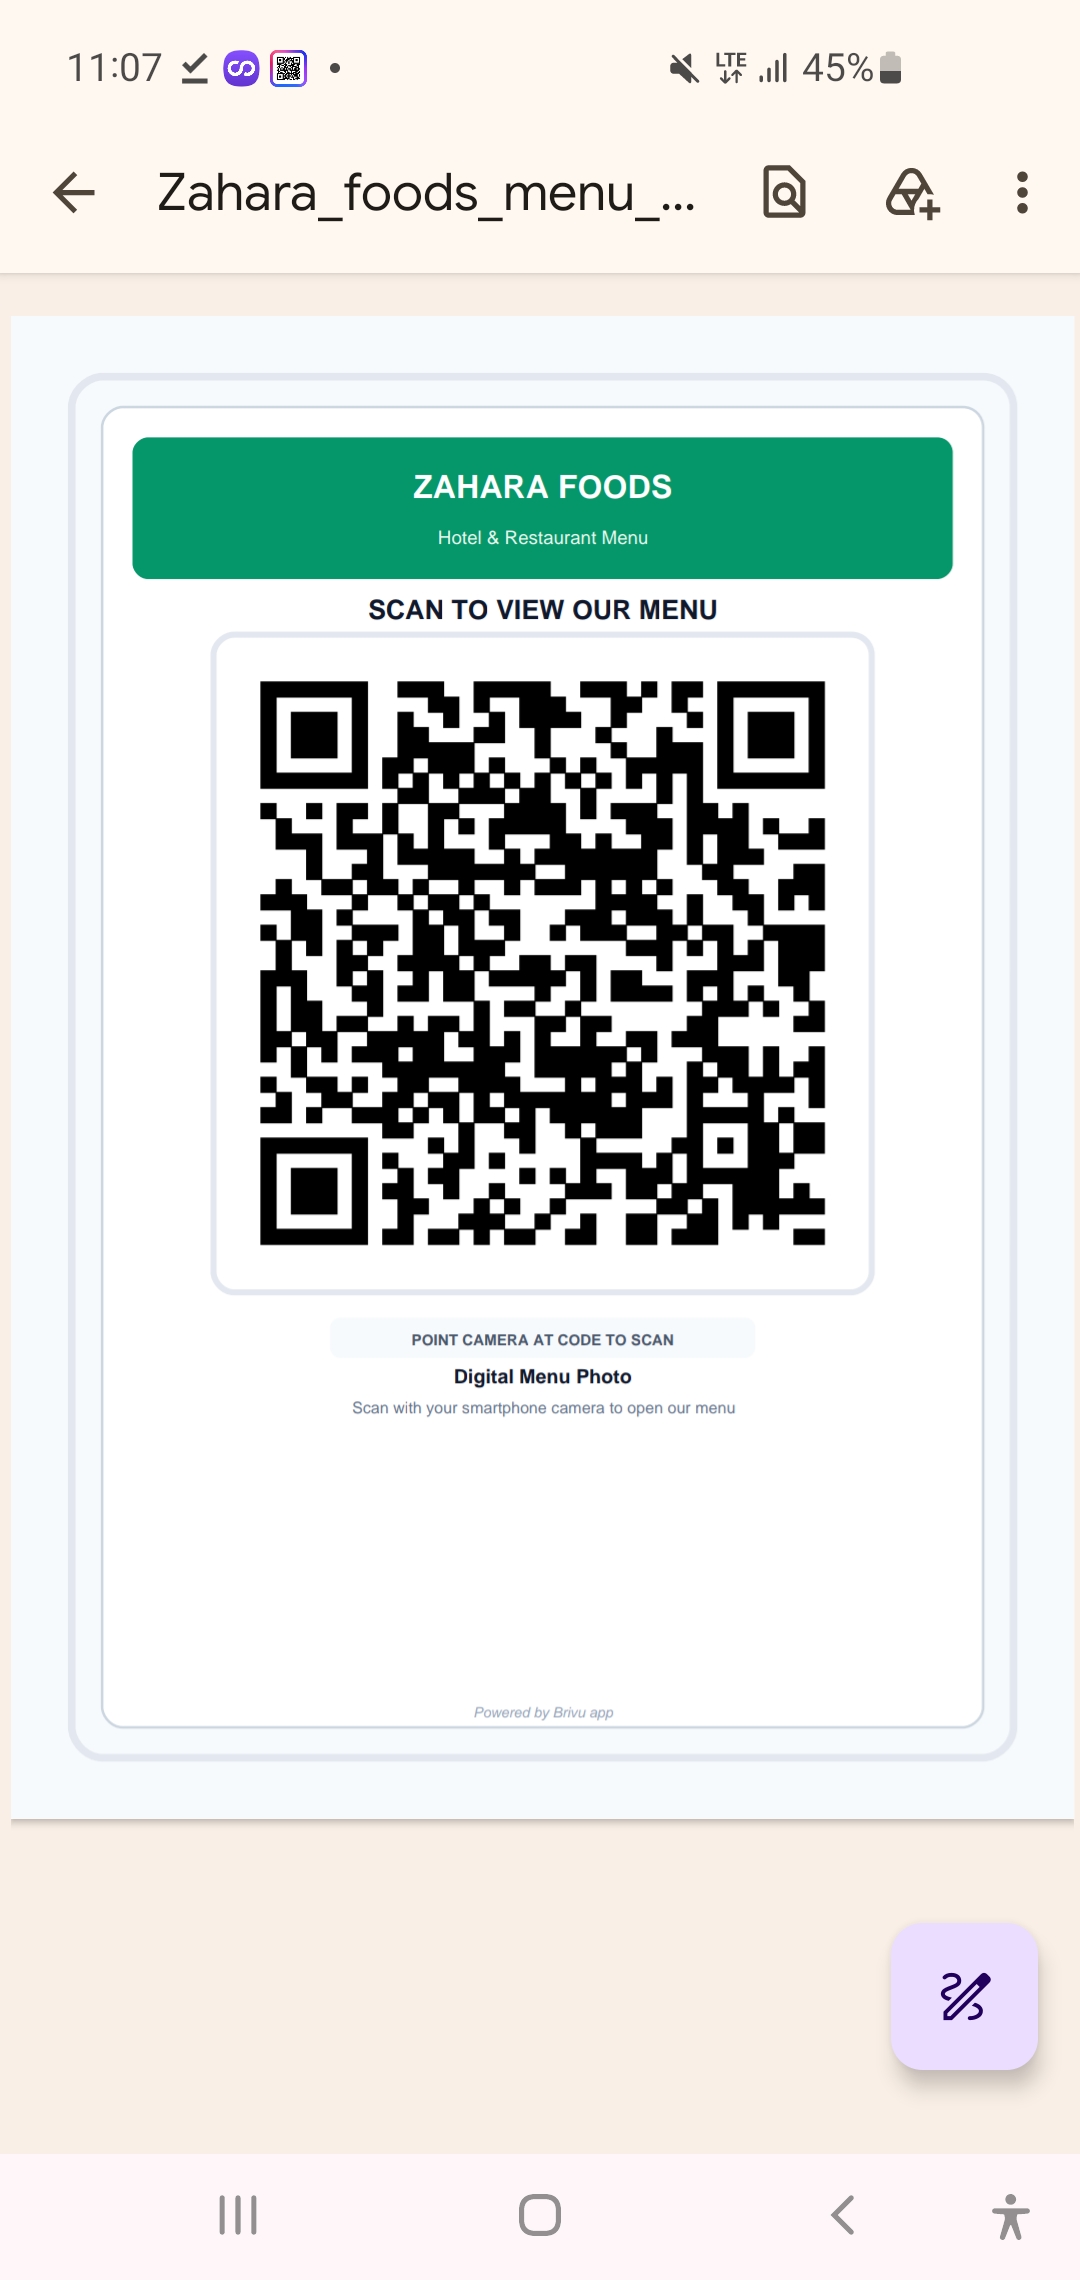 11:07
LTE
45%
Zahara_foods_menu_...
ZAHARA FOODS
Hotel & Restaurant Menu
SCAN TO VIEW OUR MENU
POINT CAMERA AT CODE TO SCAN
Digital Menu Photo
Scan with your smartphone camera to open our menu
Powered by Brivu app